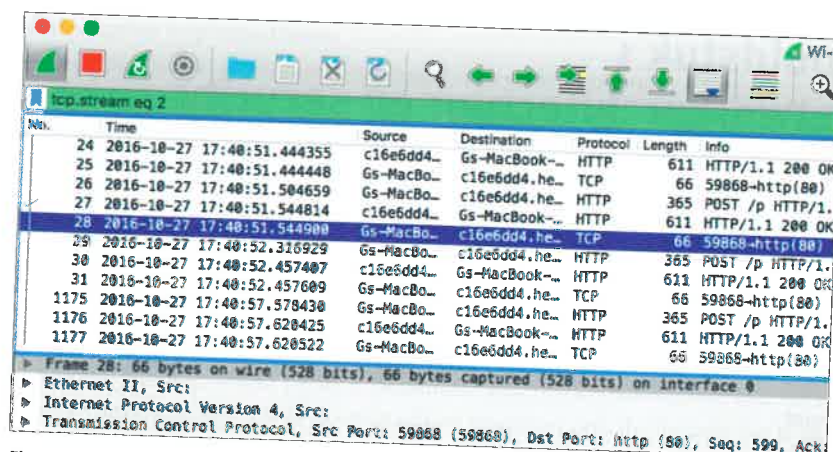 Wi-
tcp.stream eq 2
No. Time Source Destination Protocol Length Info
24 2016-10-27 17:40:51.444355 c16e6dd4… Gs-MacBook-… HTTP 611 HTTP/1.1 200 OK
25 2016-10-27 17:40:51.444448 Gs-MacBo… c16e6dd4.he… TCP 66 59868→http(80)
26 2016-10-27 17:40:51.504659 Gs-MacBo… c16e6dd4.he… HTTP 365 POST /p HTTP/1.
27 2016-10-27 17:40:51.544814 c16e6dd4… Gs-MacBook-… HTTP 611 HTTP/1.1 200 OK
28 2016-10-27 17:40:51.544900 Gs-MacBo… c16e6dd4.he… TCP 66 59868→http(80)
29 2016-10-27 17:40:52.316929 Gs-MacBo… c16e6dd4.he… HTTP 365 POST /p HTTP/1.
30 2016-10-27 17:40:52.457407 c16e6dd4… Gs-MacBook-… HTTP 611 HTTP/1.1 200 OK
31 2016-10-27 17:40:52.457609 Gs-MacBo… c16e6dd4.he… TCP 66 59868→http(80)
1175 2016-10-27 17:40:57.578430 Gs-MacBo… c16e6dd4.he… HTTP 365 POST /p HTTP/1.
1176 2016-10-27 17:40:57.620425 c16e6dd4… Gs-MacBook-… HTTP 611 HTTP/1.1 200 OK
1177 2016-10-27 17:40:57.620522 Gs-MacBo… c16e6dd4.he… TCP 66 59868→http(80)
Frame 28: 66 bytes on wire (528 bits), 66 bytes captured (528 bits) on interface 0
Ethernet II, Src:
Internet Protocol Version 4, Src:
Transmission Control Protocol, Src Port: 59868 (59868), Dst Port: http (80), Seq: 599, Ack: